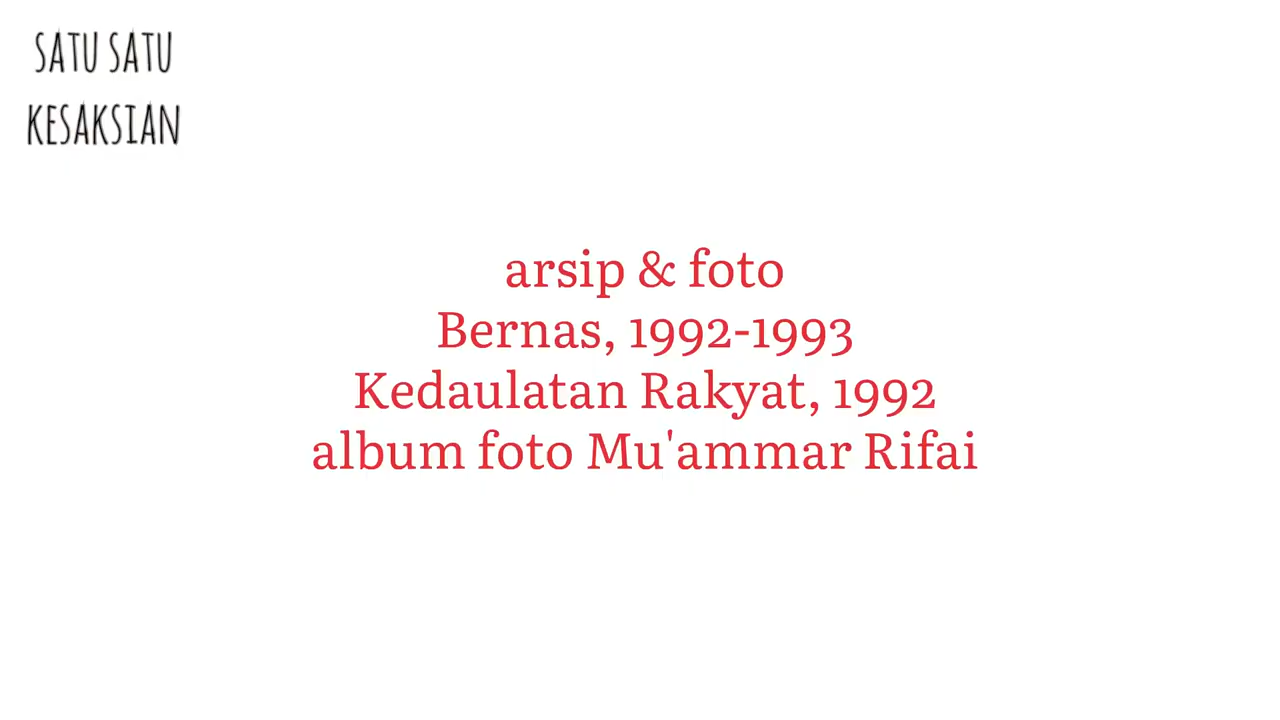 SATU SATU
KESAKSIAN
arsip & foto
Bernas, 1992-1993
Kedaulatan Rakyat, 1992
album foto Mu'ammar Rifai